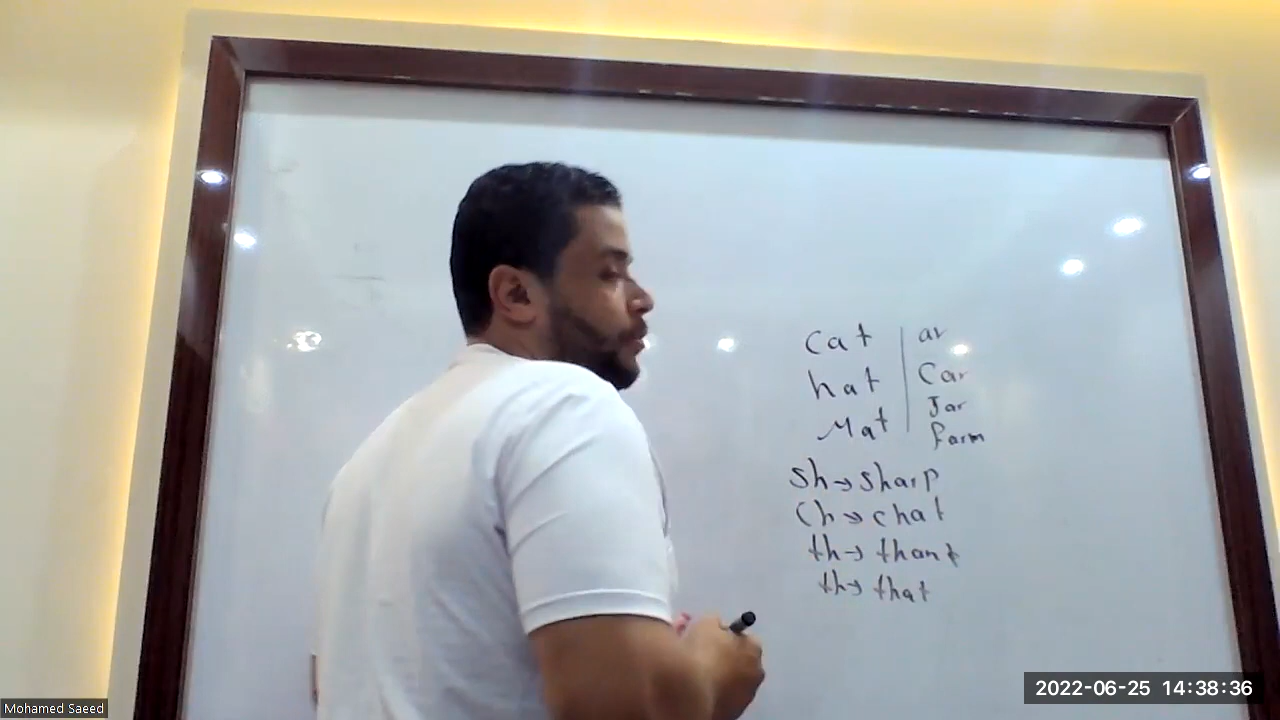 cat | ar
hat | Car
Mat | Jar
farm
sh → sharp
Ch → chat
th → thank
th → that
Mohamed Saeed
2022-06-25 14:38:36